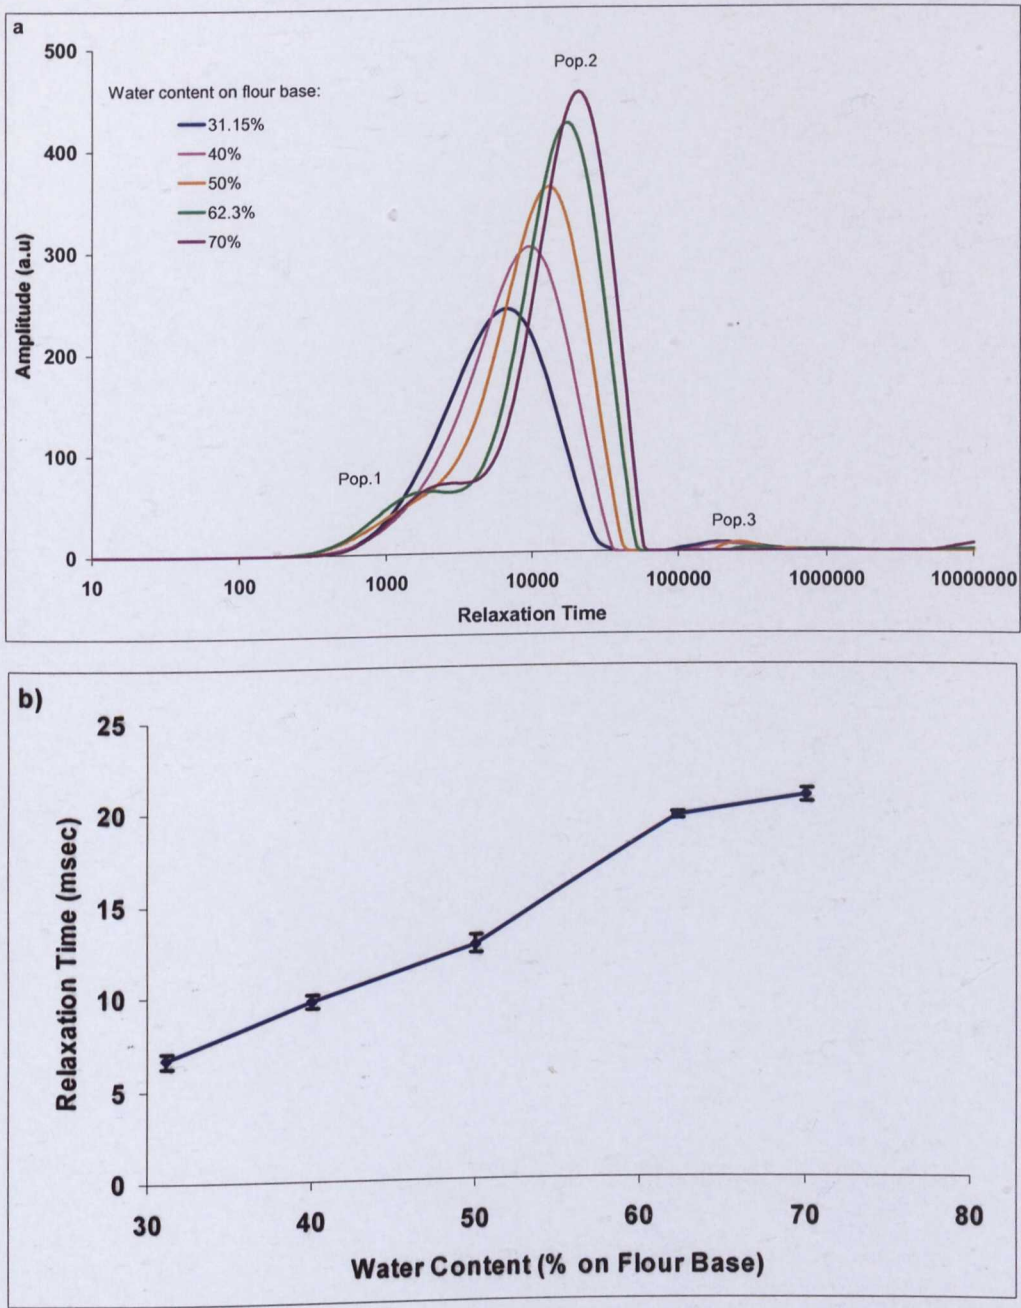 a
500
Pop.2
Water content on flour base:
31.15%
400
40%
50%
62.3%
300
70%
Amplitude (a.u)
200
100
Pop.1
Pop.3
0
10 100 1000 10000 100000 1000000 10000000
Relaxation Time
b)
25
20
15
10
5
0
Relaxation Time (msec)
30 40 50 60 70 80
Water Content (% on Flour Base)